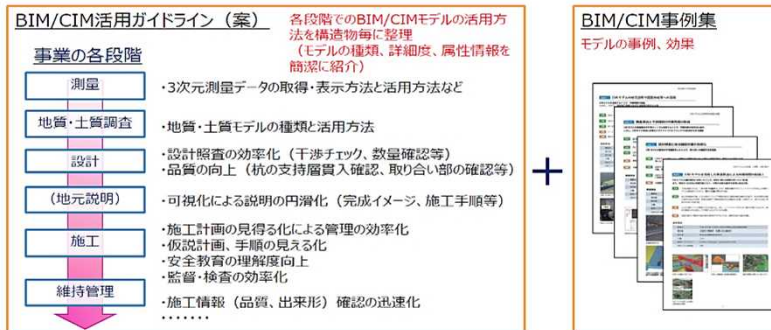 BIM/CIM活用ガイドライン（案）
各段階でのBIM/CIMモデルの活用方
法を構造物毎に整理
（モデルの種類、詳細度、属性情報を
簡潔に紹介）
事業の各段階
測量
・3次元測量データの取得・表示方法と活用方法など
地質・土質調査
・地質・土質モデルの種類と活用方法
設計
・設計照査の効率化（干渉チェック、数量確認等）
・品質の向上（杭の支持層貫入確認、取り合い部の確認等）
（地元説明）
・可視化による説明の円滑化（完成イメージ、施工手順等）
施工
・施工計画の見得る化による管理の効率化
・仮説計画、手順の見える化
・安全教育の理解度向上
・監督・検査の効率化
維持管理
・施工情報（品質、出来形）確認の迅速化
・・・・・・・
+
BIM/CIM事例集
モデルの事例、効果